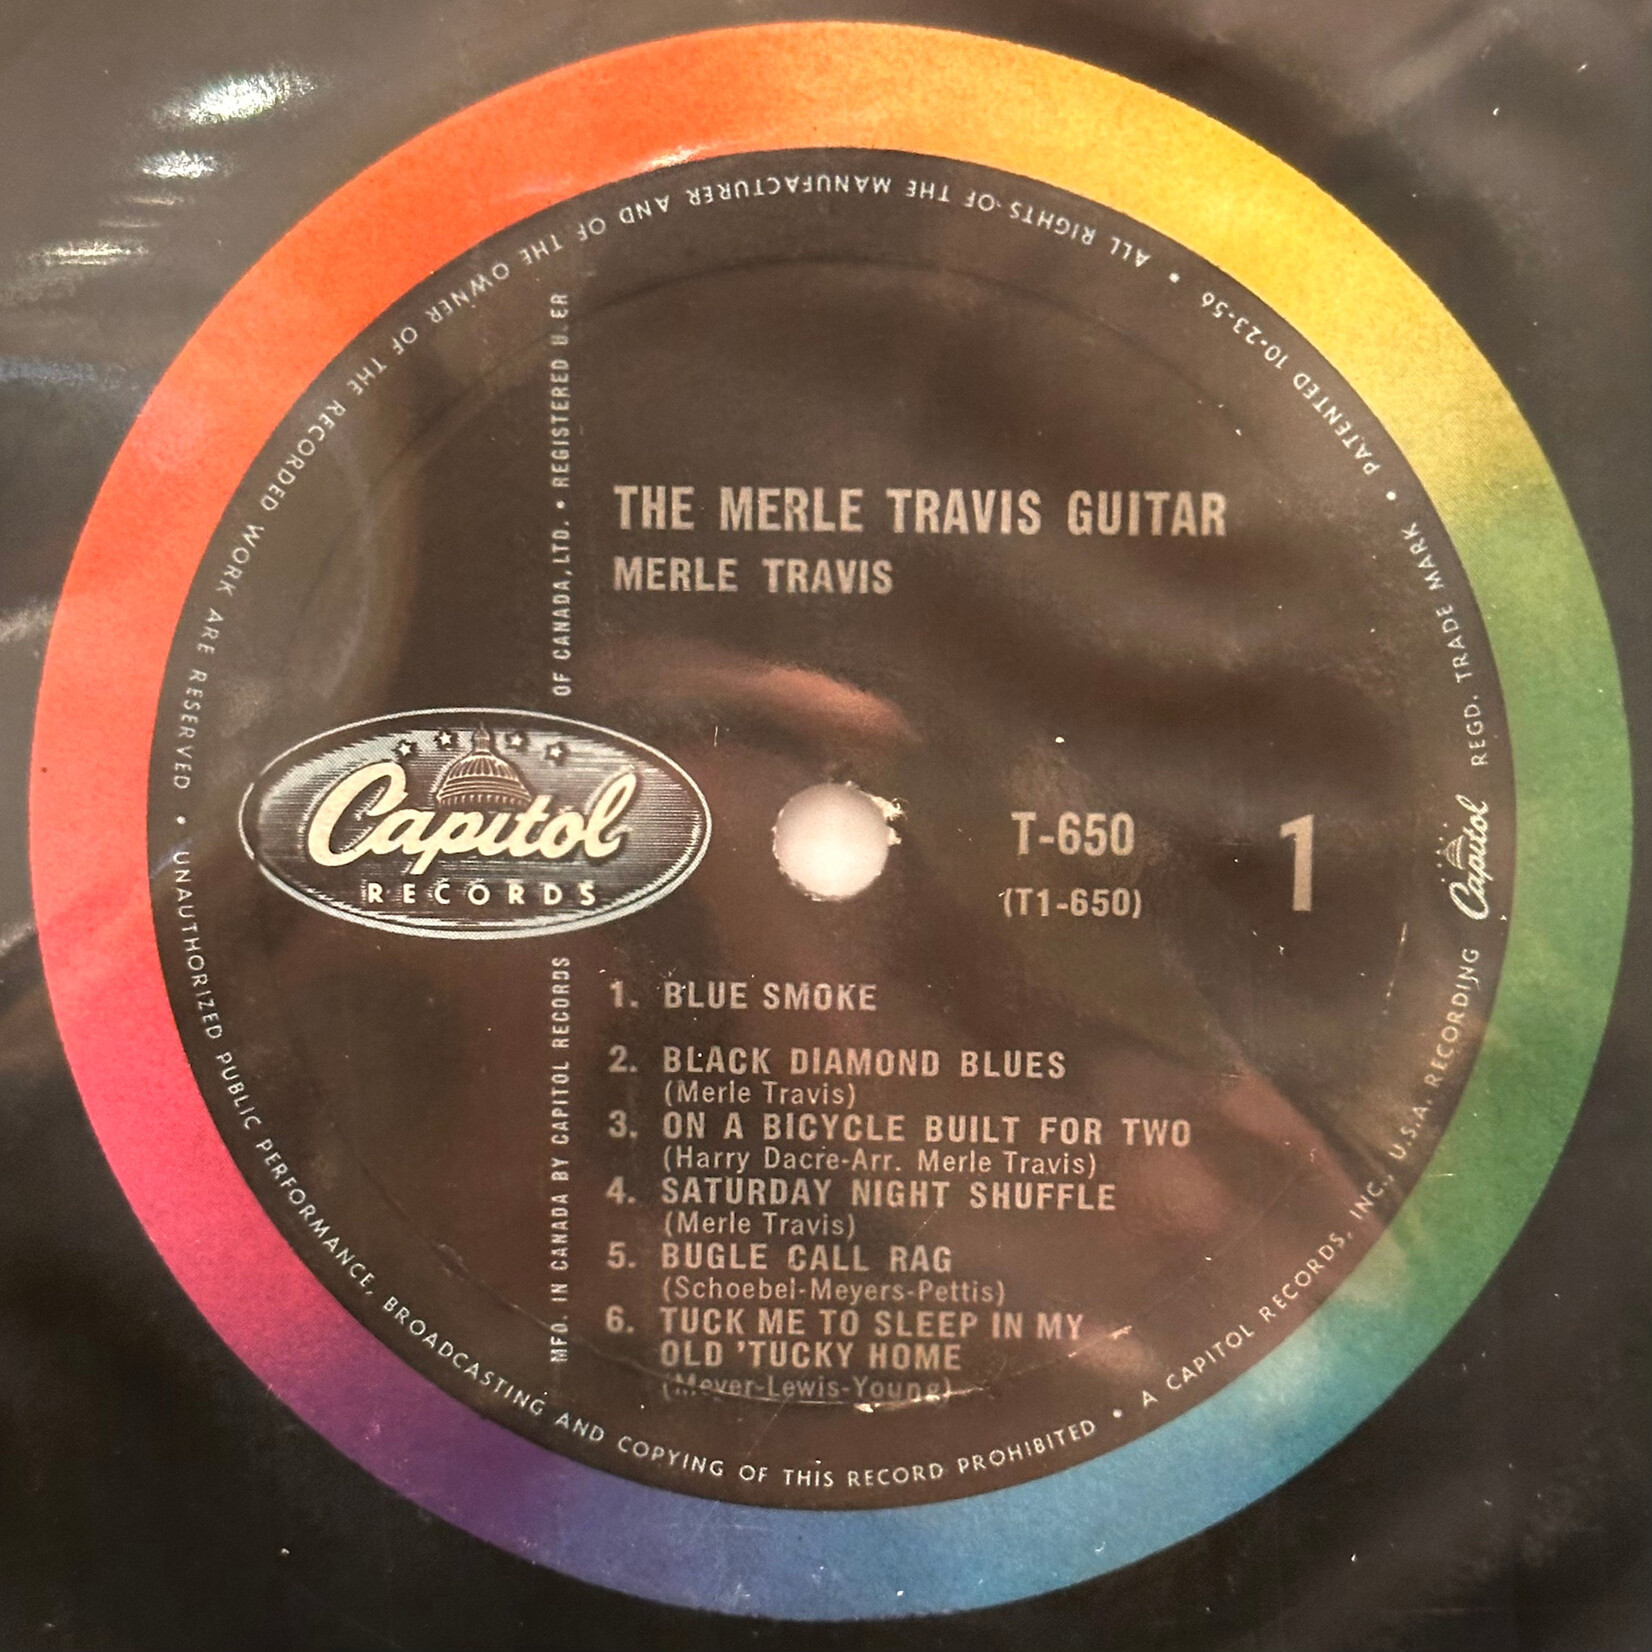 THE MERLE TRAVIS GUITAR
MERLE TRAVIS
Capitol
RECORDS
T-650
(T1-650)
1
1. BLUE SMOKE
2. BLACK DIAMOND BLUES
(Merle Travis)
3. ON A BICYCLE BUILT FOR TWO
(Harry Dacre-Arr. Merle Travis)
4. SATURDAY NIGHT SHUFFLE
(Merle Travis)
5. BUGLE CALL RAG
(Schoebel-Meyers-Pettis)
6. TUCK ME TO SLEEP IN MY
OLD 'TUCKY HOME
(Meyer-Lewis-Young)
MFD. IN CANADA BY CAPITOL RECORDS
OF CANADA, LTD. • REGISTERED USER
ALL RIGHTS OF THE MANUFACTURER AND OF THE OWNER OF THE RECORDED WORK ARE RESERVED • UNAUTHORIZED PUBLIC PERFORMANCE, BROADCASTING AND COPYING OF THIS RECORD PROHIBITED • A CAPITOL RECORDS, INC., U.S.A. RECORDING Capitol REGD. TRADE MARK • PATENTED 10-23-56 •